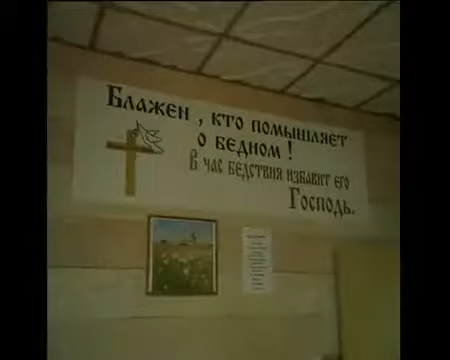 Блажен , кто помышляет
о бедном !
В час бедствия избавит его
Господь.